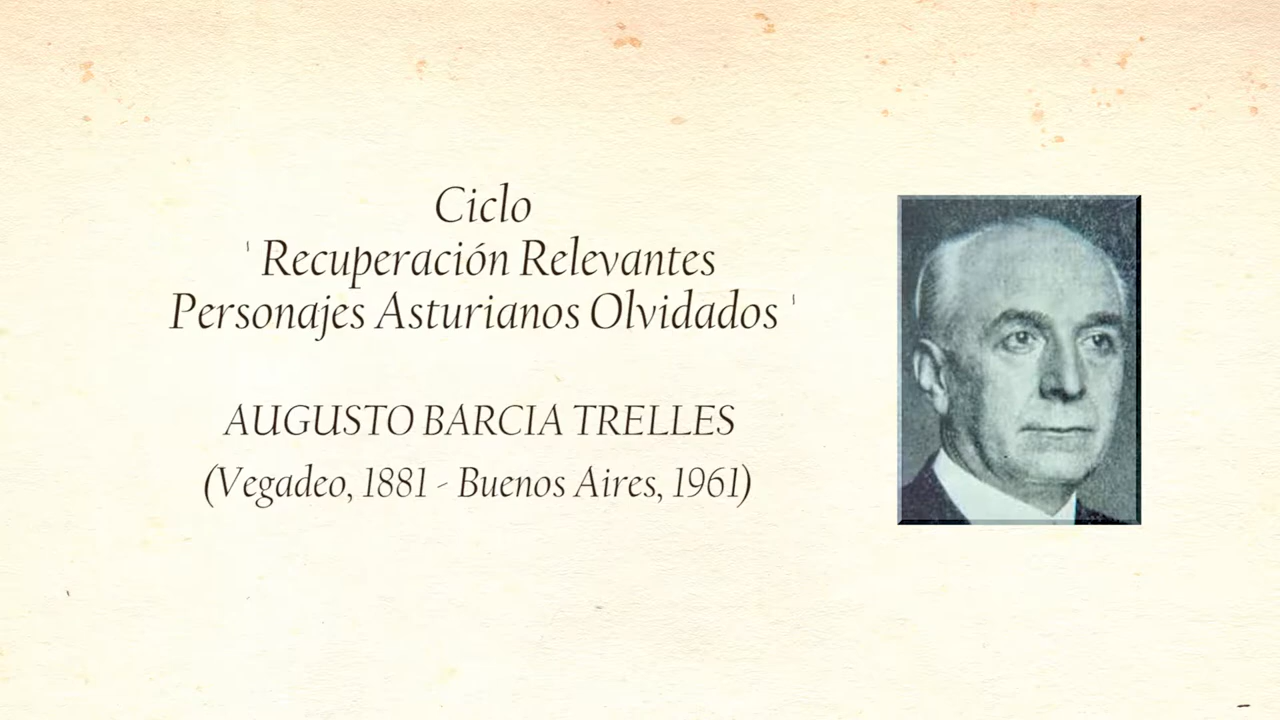 Ciclo
' Recuperación Relevantes
Personajes Asturianos Olvidados '
AUGUSTO BARCIA TRELLES
(Vegadeo, 1881 - Buenos Aires, 1961)